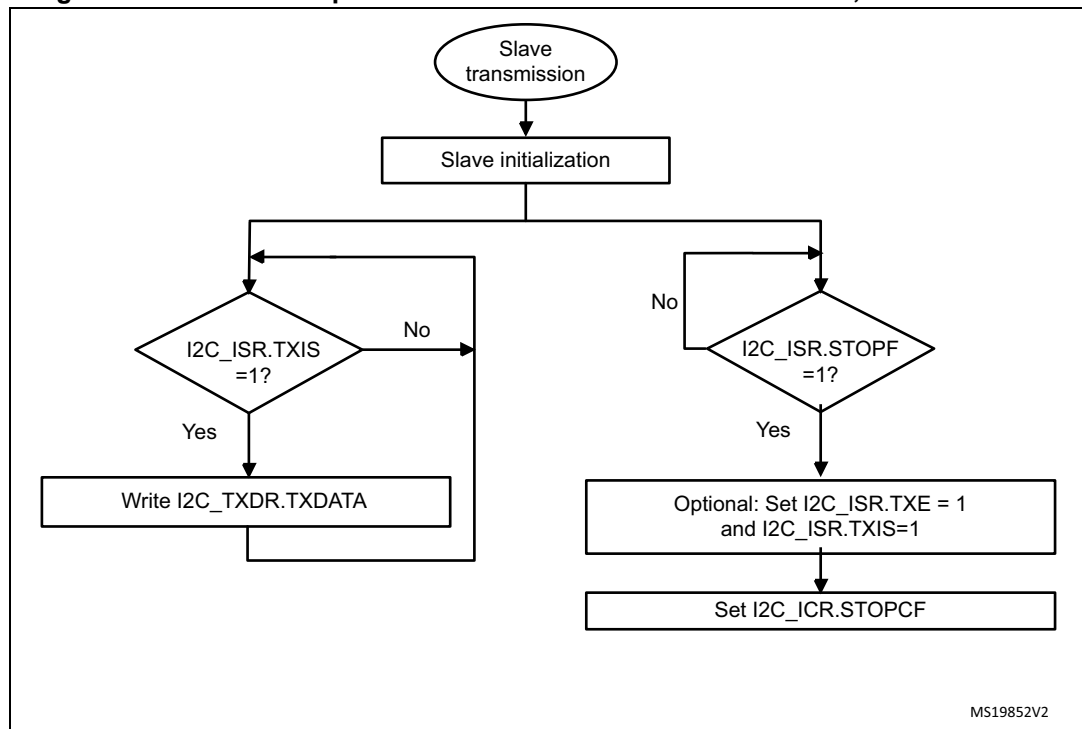 Slave
transmission
Slave initialization
No
I2C_ISR.TXIS
=1?
Yes
Write I2C_TXDR.TXDATA
No
I2C_ISR.STOPF
=1?
Yes
Optional: Set I2C_ISR.TXE = 1
and I2C_ISR.TXIS=1
Set I2C_ICR.STOPCF
MS19852V2